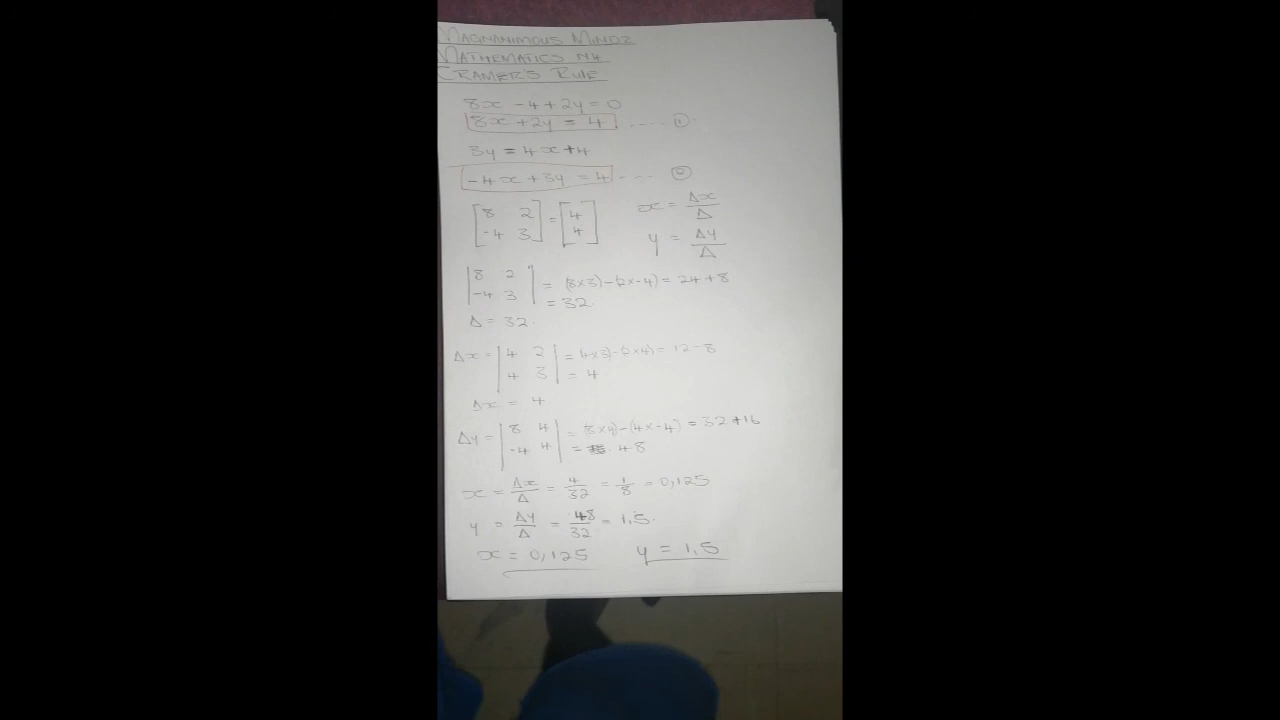 MAGNANIMOUS MINDZ
MATHEMATICS N4
CRAMER'S RULE
8x - 4 + 2y = 0
8x + 2y = 4 ..... ①
3y = 4x + 4
-4x + 3y = 4 .... ②
[8 2; -4 3] = [4; 4] x = Δx/Δ
y = Δy/Δ
|8 2; -4 3| = (8×3)-(2×-4) = 24+8
= 32.
Δ = 32.
Δx = |4 2; 4 3| = (4×3)-(2×4) = 12-8
= 4
Δx = 4
Δy = |8 4; -4 4| = (8×4)-(4×-4) = 32+16
= 48
x = Δx/Δ = 4/32 = 1/8 = 0,125
y = Δy/Δ = 48/32 = 1,5.
x = 0,125 y = 1,5